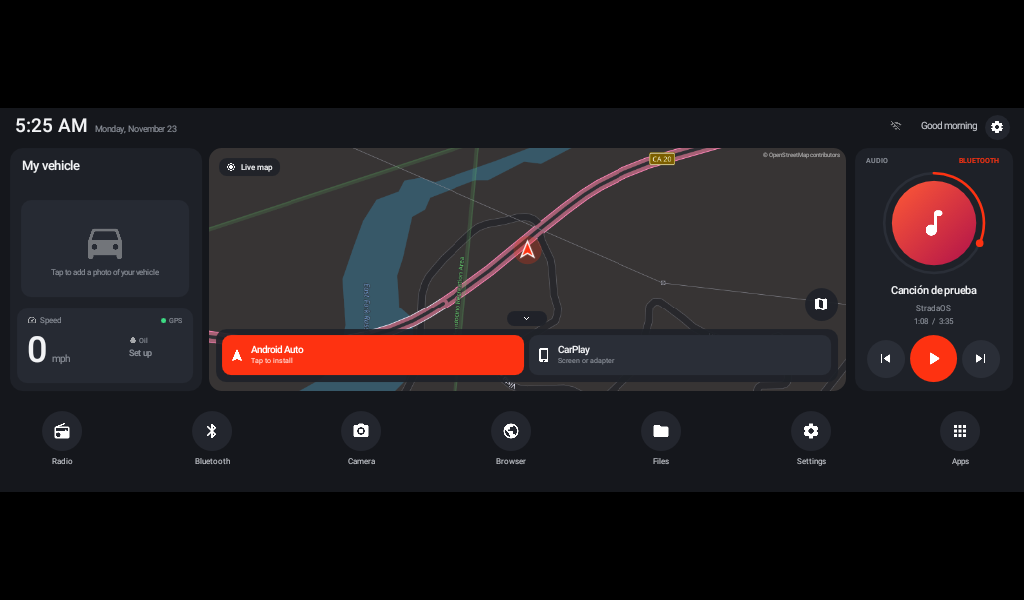 5:25 AM Monday, November 23
Good morning
My vehicle
Tap to add a photo of your vehicle
Speed
GPS
0 mph
Oil
Set up
Live map
CA 20
© OpenStreetMap contributors
Android Auto
Tap to install
CarPlay
Screen or adapter
AUDIO
BLUETOOTH
Canción de prueba
StradaOS
1:08 / 3:35
Radio
Bluetooth
Camera
Browser
Files
Settings
Apps